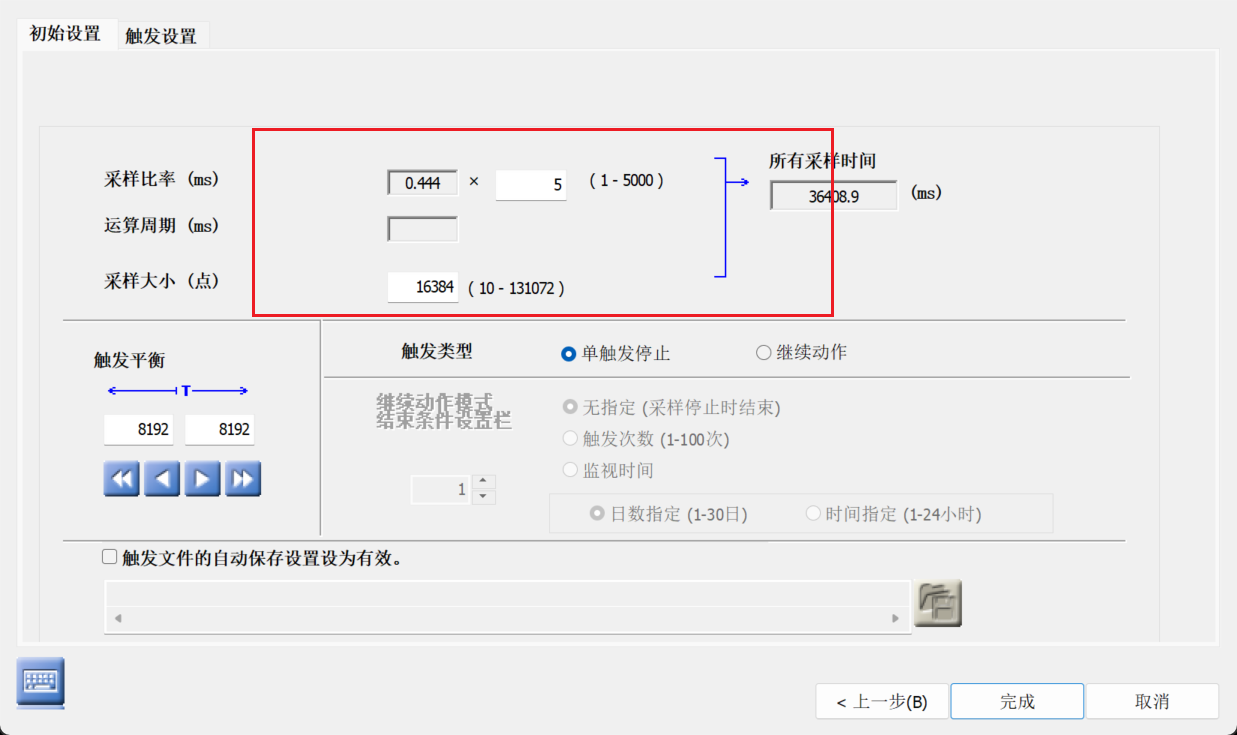 初始设置 触发设置
采样比率 (ms) 0.444 × 5 ( 1 - 5000 )
所有采样时间
36408.9 (ms)
运算周期 (ms)
采样大小 (点) 16384 ( 10 - 131072 )
触发平衡
T
8192 8192
触发类型 单触发停止 继续动作
继续动作模式
结束条件设置栏
1
无指定 (采样停止时结束)
触发次数 (1-100次)
监视时间
日数指定 (1-30日) 时间指定 (1-24小时)
触发文件的自动保存设置设为有效。
< 上一步(B) 完成 取消